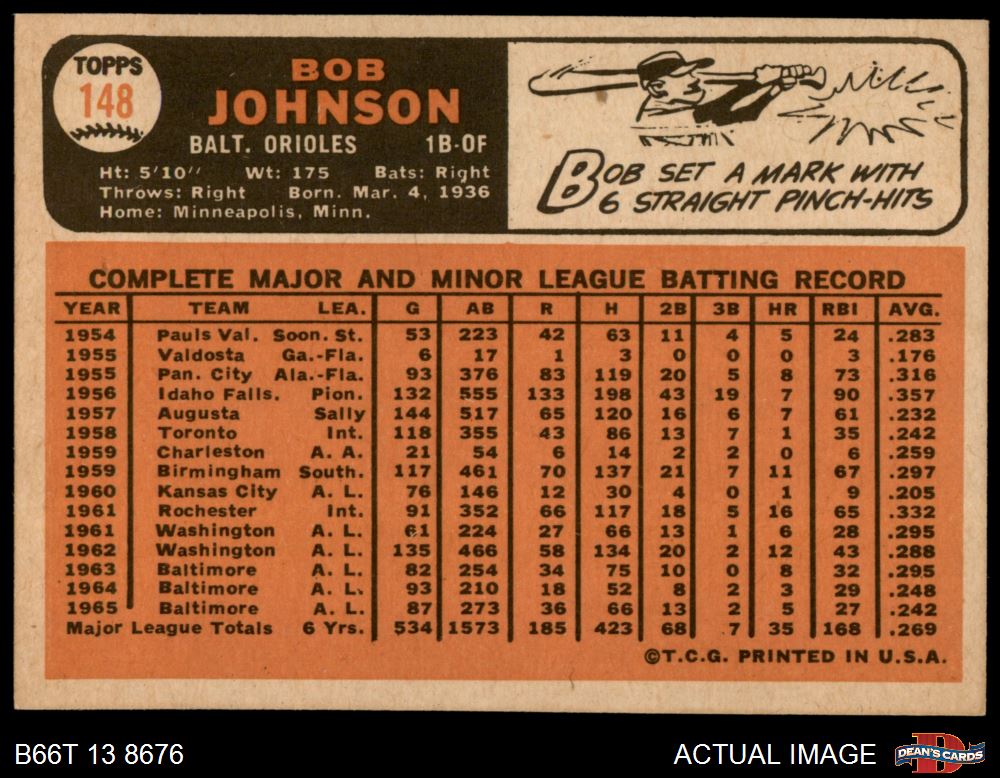 TOPPS
148
BOB
JOHNSON
BALT. ORIOLES 1B-OF
Ht: 5'10" Wt: 175 Bats: Right
Throws: Right Born. Mar. 4, 1936
Home: Minneapolis, Minn.
BOB SET A MARK WITH
6 STRAIGHT PINCH-HITS
COMPLETE MAJOR AND MINOR LEAGUE BATTING RECORD
YEAR TEAM LEA. G AB R H 2B 3B HR RBI AVG.
1954 Pauls Val. Soon. St. 53 223 42 63 11 4 5 24 .283
1955 Valdosta Ga.-Fla. 6 17 1 3 0 0 0 3 .176
1955 Pan. City Ala.-Fla. 93 376 83 119 20 5 8 73 .316
1956 Idaho Falls. Pion. 132 555 133 198 43 19 7 90 .357
1957 Augusta Sally 144 517 65 120 16 6 7 61 .232
1958 Toronto Int. 118 355 43 86 13 7 1 35 .242
1959 Charleston A. A. 21 54 6 14 2 2 0 6 .259
1959 Birmingham South. 117 461 70 137 21 7 11 67 .297
1960 Kansas City A. L. 76 146 12 30 4 0 1 9 .205
1961 Rochester Int. 91 352 66 117 18 5 16 65 .332
1961 Washington A. L. 61 224 27 66 13 1 6 28 .295
1962 Washington A. L. 135 466 58 134 20 2 12 43 .288
1963 Baltimore A. L. 82 254 34 75 10 0 8 32 .295
1964 Baltimore A. L. 93 210 18 52 8 2 3 29 .248
1965 Baltimore A. L. 87 273 36 66 13 2 5 27 .242
Major League Totals 6 Yrs. 534 1573 185 423 68 7 35 168 .269
©T.C.G. PRINTED IN U.S.A.
B66T 13 8676 ACTUAL IMAGE DEAN'S CARDS